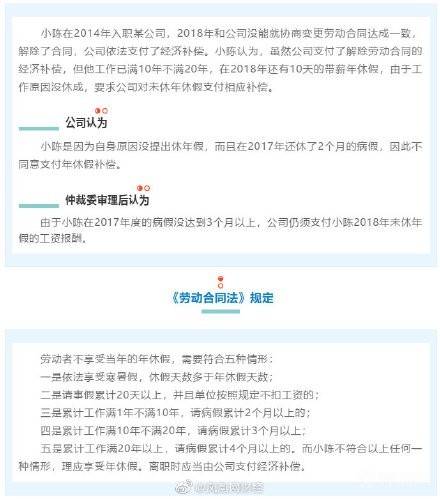 小陈在2014年入职某公司，2018年和公司没能就协商变更劳动合同达成一致，
解除了合同，公司依法支付了经济补偿。小陈认为，虽然公司支付了解除劳动合同的
经济补偿，但他工作已满10年不满20年，在2018年还有10天的带薪年休假，由于工
作原因没休成，要求公司对未休年休假支付相应补偿。
公司认为
小陈是因为自身原因没提出休年假，而且在2017年还休了2个月的病假，因此不
同意支付年休假补偿。
仲裁委审理后认为
由于小陈在2017年度的病假没达到3个月以上，公司仍须支付小陈2018年未休年
假的工资报酬。
《劳动合同法》规定
劳动者不享受当年的年休假，需要符合五种情形：
一是依法享受寒暑假，休假天数多于年休假天数；
二是请事假累计20天以上，并且单位按照规定不扣工资的；
三是累计工作满1年不满10年，请病假累计2个月以上的；
四是累计工作满10年不满20年，请病假累计3个月以上；
五是累计工作满20年以上，请病假累计4个月以上的。而小陈不符合以上任何一
种情形，理应享受年休假。离职时应当由公司支付经济补偿。